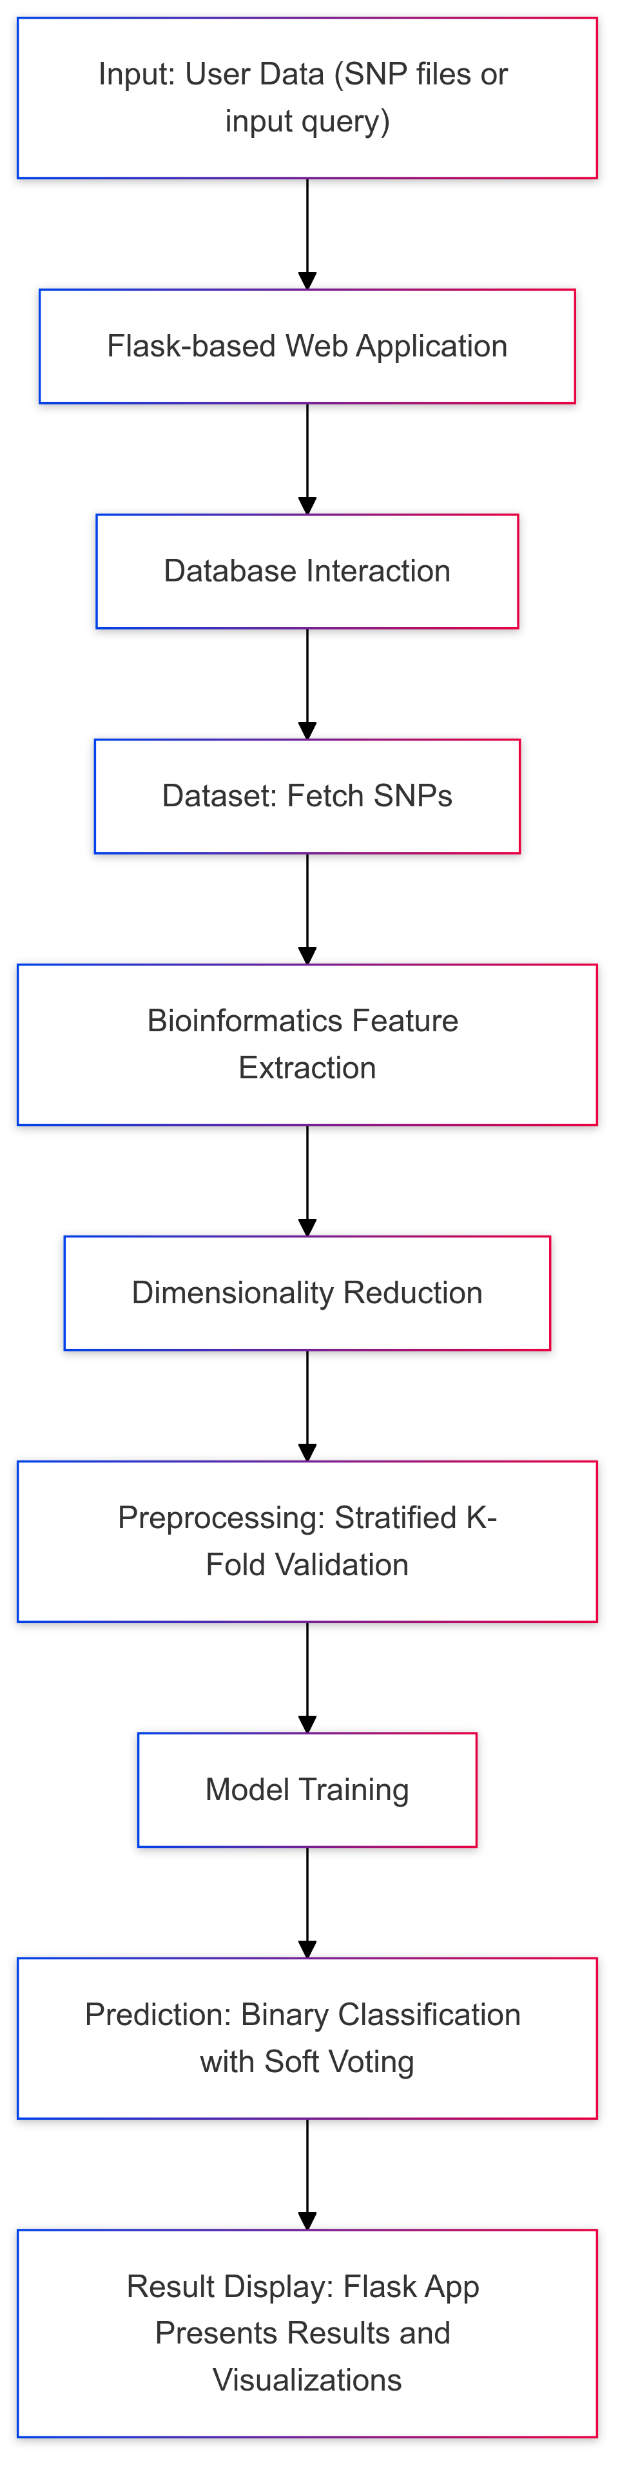 Input: User Data (SNP files or
input query)
Flask-based Web Application
Database Interaction
Dataset: Fetch SNPs
Bioinformatics Feature
Extraction
Dimensionality Reduction
Preprocessing: Stratified K-
Fold Validation
Model Training
Prediction: Binary Classification
with Soft Voting
Result Display: Flask App
Presents Results and
Visualizations